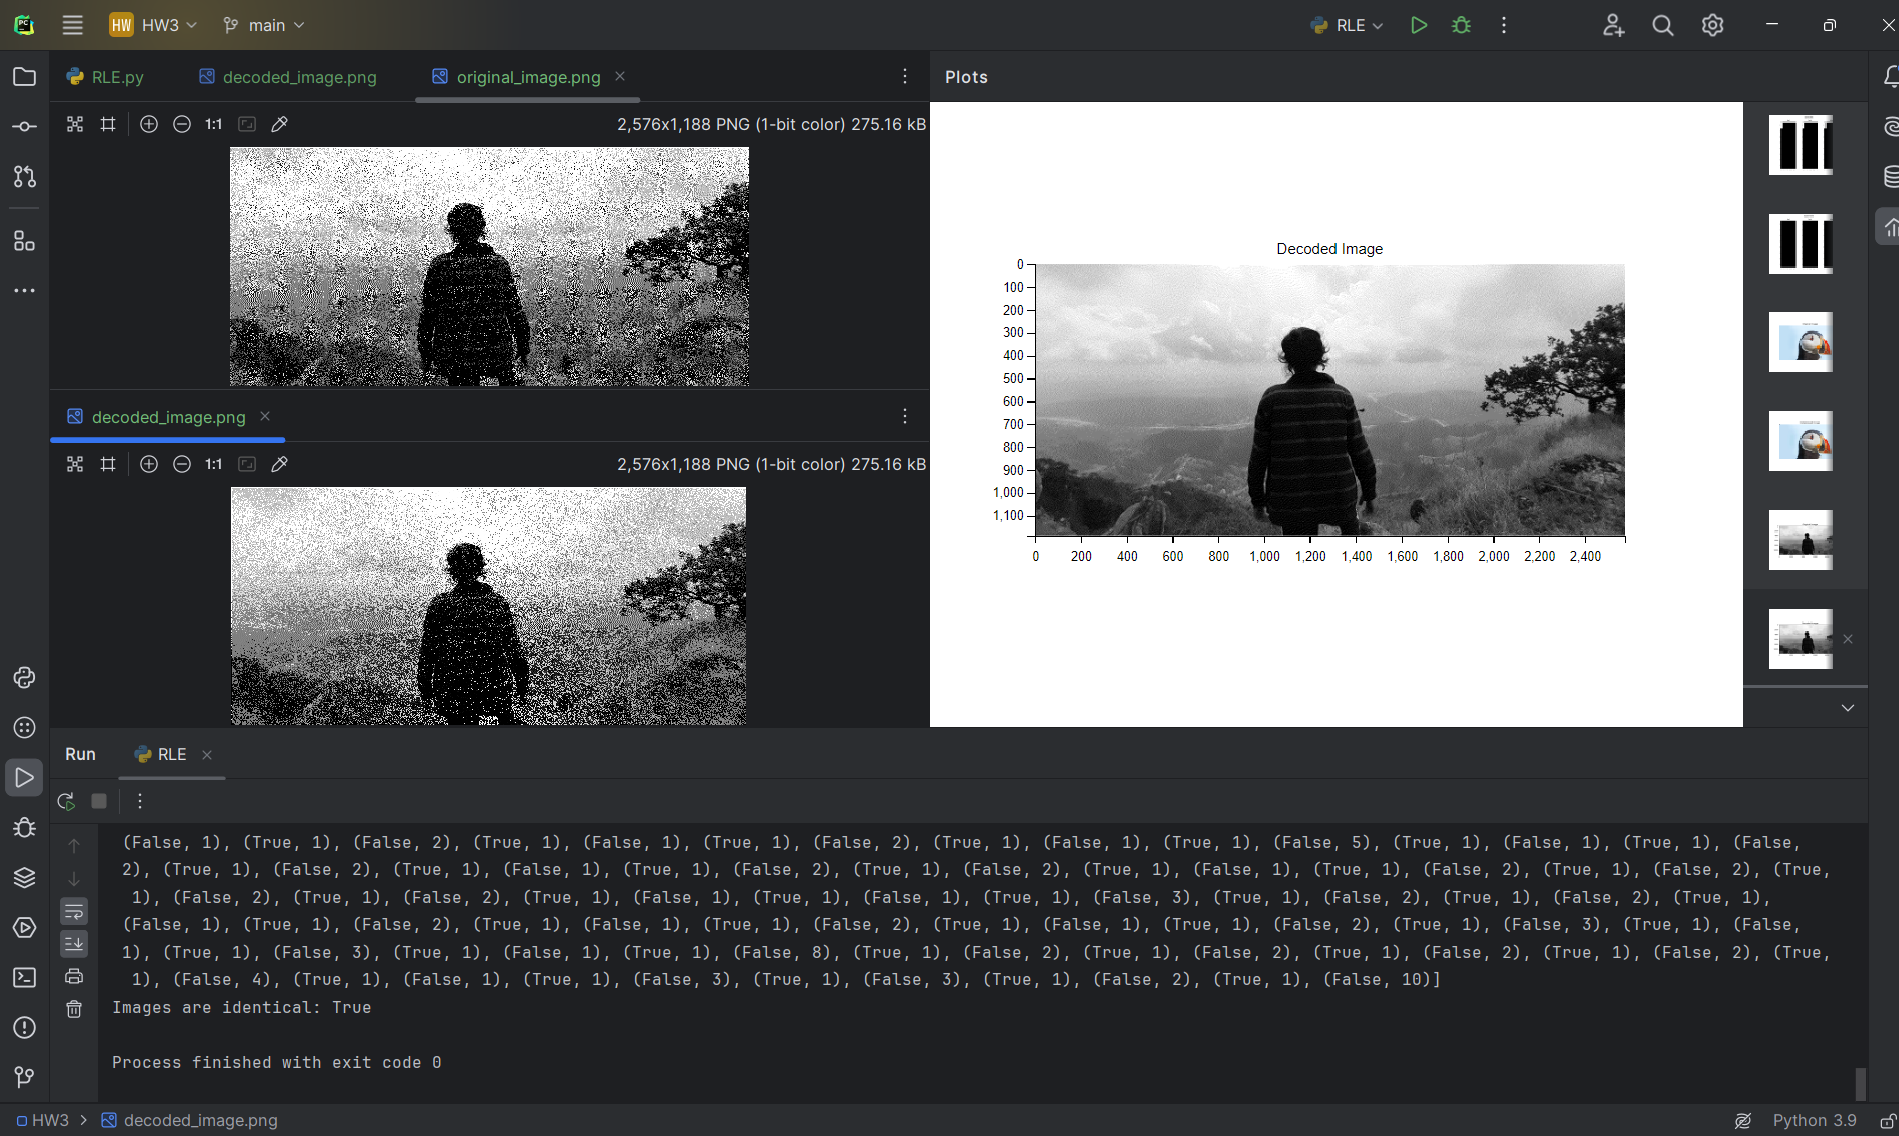 HW HW3 main RLE
RLE.py decoded_image.png original_image.png
Plots
1:1 2,576x1,188 PNG (1-bit color) 275.16 kB
decoded_image.png
1:1 2,576x1,188 PNG (1-bit color) 275.16 kB
Decoded Image
0
100
200
300
400
500
600
700
800
900
1,000
1,100
0 200 400 600 800 1,000 1,200 1,400 1,600 1,800 2,000 2,200 2,400
Run RLE
(False, 1), (True, 1), (False, 2), (True, 1), (False, 1), (True, 1), (False, 2), (True, 1), (False, 1), (True, 1), (False, 5), (True, 1), (False, 1), (True, 1), (False,
2), (True, 1), (False, 2), (True, 1), (False, 1), (True, 1), (False, 2), (True, 1), (False, 2), (True, 1), (False, 1), (True, 1), (False, 2), (True, 1), (False, 2), (True,
1), (False, 2), (True, 1), (False, 2), (True, 1), (False, 1), (True, 1), (False, 1), (True, 1), (False, 3), (True, 1), (False, 2), (True, 1), (False, 2), (True, 1),
(False, 1), (True, 1), (False, 2), (True, 1), (False, 1), (True, 1), (False, 2), (True, 1), (False, 1), (True, 1), (False, 2), (True, 1), (False, 3), (True, 1), (False,
1), (True, 1), (False, 3), (True, 1), (False, 1), (True, 1), (False, 8), (True, 1), (False, 2), (True, 1), (False, 2), (True, 1), (False, 2), (True, 1), (False, 2), (True,
1), (False, 4), (True, 1), (False, 1), (True, 1), (False, 3), (True, 1), (False, 3), (True, 1), (False, 2), (True, 1), (False, 10)]
Images are identical: True
Process finished with exit code 0
HW3 > decoded_image.png Python 3.9